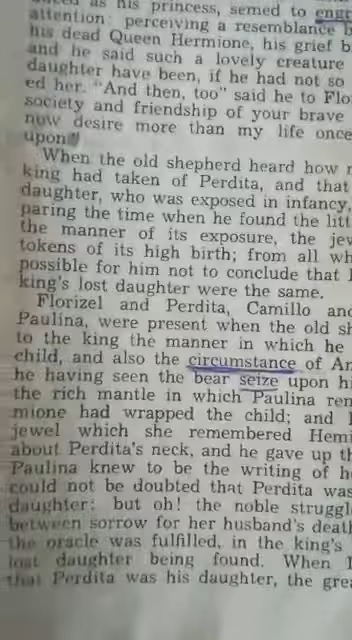 as his princess, semed to engr
attention: perceiving a resemblance b
his dead Queen Hermione, his grief b
and he said such a lovely creature
daughter have been, if he had not so
ed her. "And then, too" said he to Flo
society and friendship of your brave
now desire more than my life once
upon
When the old shepherd heard how
king had taken of Perdita, and that
daughter, who was exposed in infancy,
paring the time when he found the litt
the manner of its exposure, the jew
tokens of its high birth; from all wh
possible for him not to conclude that
king's lost daughter were the same.
Florizel and Perdita, Camillo and
Paulina, were present when the old sh
to the king the manner in which he
child, and also the circumstance of An
he having seen the bear seize upon hi
the rich mantle in which Paulina ren
mione had wrapped the child; and
jewel which she remembered Hermi
about Perdita's neck, and he gave up th
Paulina knew to be the writing of he
could not be doubted that Perdita was
daughter: but oh! the noble struggl
between sorrow for her husband's death
the oracle was fulfilled, in the king's
lost daughter being found. When
that Perdita was his daughter, the grea